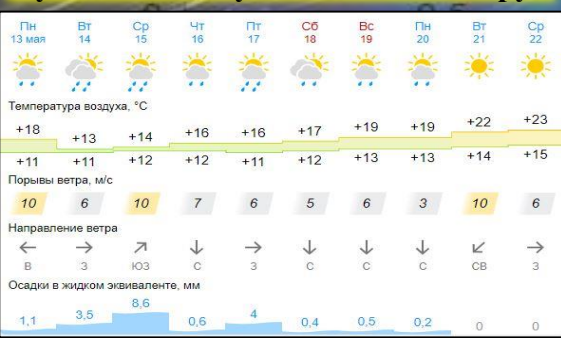 Пн Вт Ср Чт Пт Сб Вс Пн Вт Ср
13 мая 14 15 16 17 18 19 20 21 22
Температура воздуха, °C
+18 +13 +14 +16 +16 +17 +19 +19 +22 +23
+11 +11 +12 +12 +11 +12 +13 +13 +14 +15
Порывы ветра, м/с
10 6 10 7 6 5 6 3 10 6
Направление ветра
В З ЮЗ С З С С С СВ З
Осадки в жидком эквиваленте, мм
1,1 3,5 8,6 0,6 4 0,4 0,5 0,2 0 0